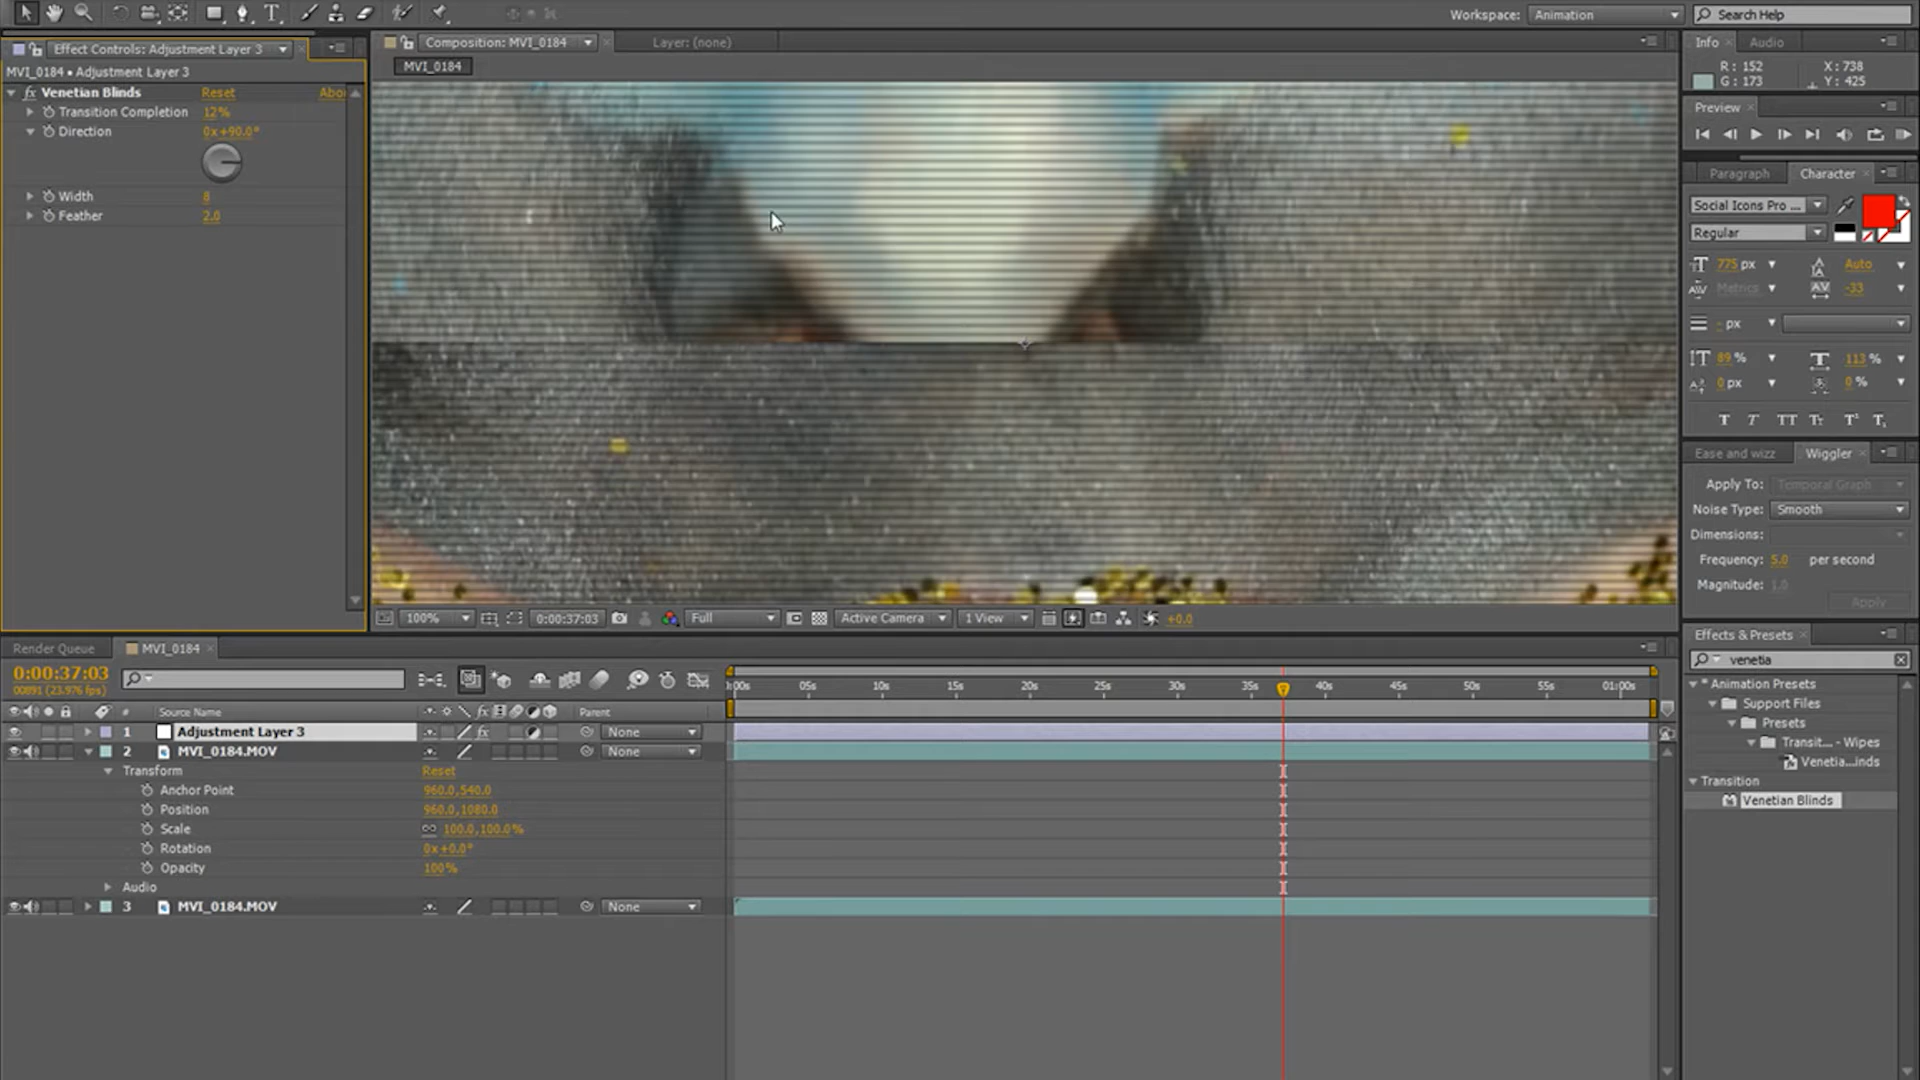 Workspace: Animation
Search Help
Effect Controls: Adjustment Layer 3
MVI_0184 • Adjustment Layer 3
fx Venetian Blinds Reset Abou
Transition Completion 12%
Direction 0x+90.0°
Width 8
Feather 2.0
Composition: MVI_0184
Layer: (none)
MVI_0184
100%
0:00:37:03
Full
Active Camera
1 View
+0.0
Info Audio
R: 152 X: 738
G: 173 Y: 425
Preview
Paragraph Character
Social Icons Pro ...
Regular
775 px Auto
Metrics -33
- px
89 % 113 %
0 px 0 %
Ease and wizz Wiggler
Apply To: Temporal Graph
Noise Type: Smooth
Dimensions:
Frequency: 5.0 per second
Magnitude: 1.0
Apply
Effects & Presets
venetia
* Animation Presets
Support Files
Presets
Transit... - Wipes
Venetia...inds
Transition
Venetian Blinds
Render Queue MVI_0184
0:00:37:03
00891 (23.976 fps)
# Source Name Parent
1 Adjustment Layer 3 None
2 MVI_0184.MOV None
Transform Reset
Anchor Point 960.0,540.0
Position 960.0,1080.0
Scale 100.0,100.0%
Rotation 0x+0.0°
Opacity 100%
Audio
3 MVI_0184.MOV None
:00s 05s 10s 15s 20s 25s 30s 35s 40s 45s 50s 55s 01:00s